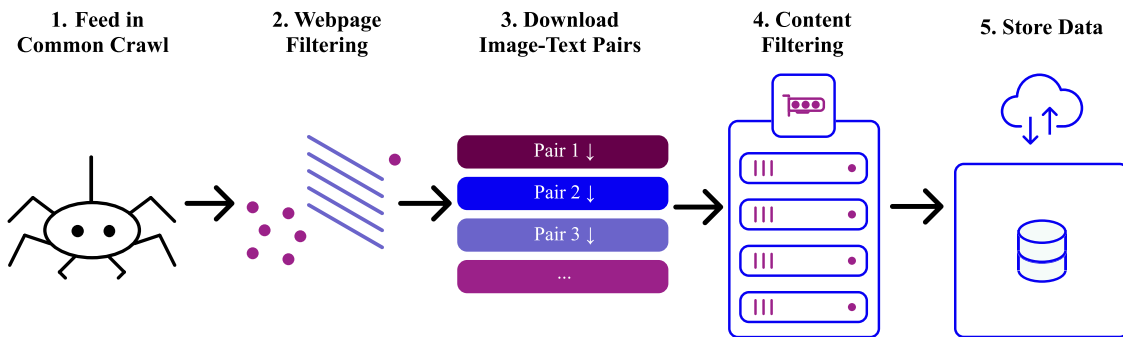 1. Feed in
Common Crawl
2. Webpage
Filtering
3. Download
Image-Text Pairs
4. Content
Filtering
5. Store Data
Pair 1 ↓
Pair 2 ↓
Pair 3 ↓
...